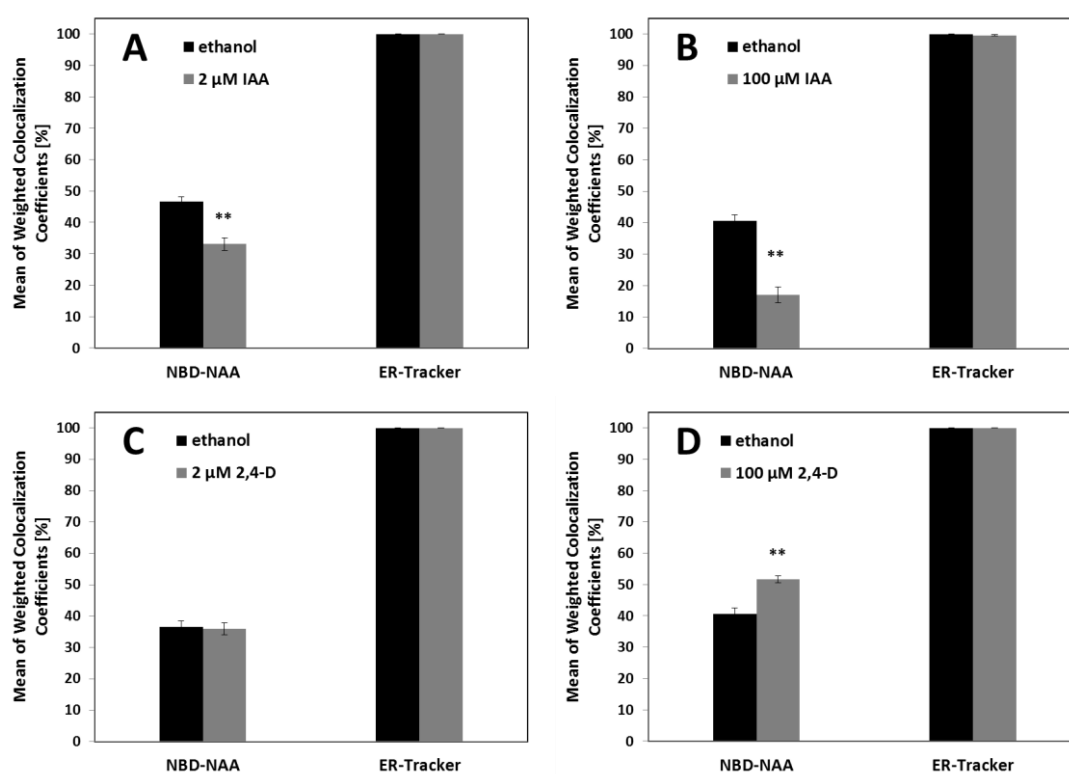 A
ethanol
2 µM IAA
Mean of Weighted Colocalization
Coefficients [%]
100
90
80
70
60
50
40
30
20
10
0
**
NBD-NAA
ER-Tracker
B
ethanol
100 µM IAA
Mean of Weighted Colocalization
Coefficients [%]
100
90
80
70
60
50
40
30
20
10
0
**
NBD-NAA
ER-Tracker
C
ethanol
2 µM 2,4-D
Mean of Weighted Colocalization
Coefficients [%]
100
90
80
70
60
50
40
30
20
10
0
NBD-NAA
ER-Tracker
D
ethanol
100 µM 2,4-D
Mean of Weighted Colocalization
Coefficients [%]
100
90
80
70
60
50
40
30
20
10
0
**
NBD-NAA
ER-Tracker